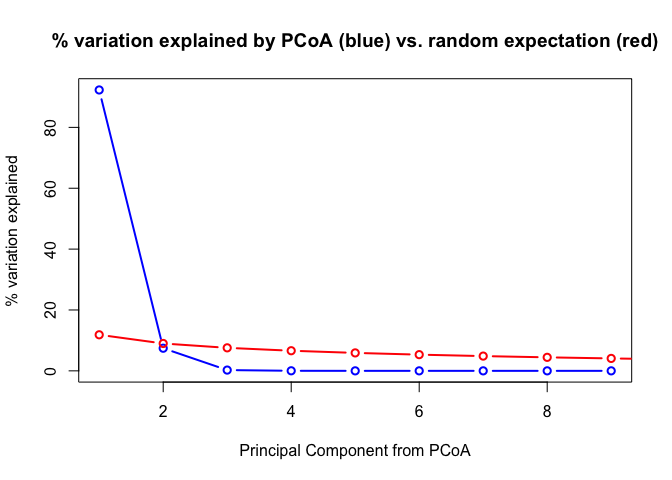 % variation explained by PCoA (blue) vs. random expectation (red)
% variation explained
80
60
40
20
0
2 4 6 8
Principal Component from PCoA